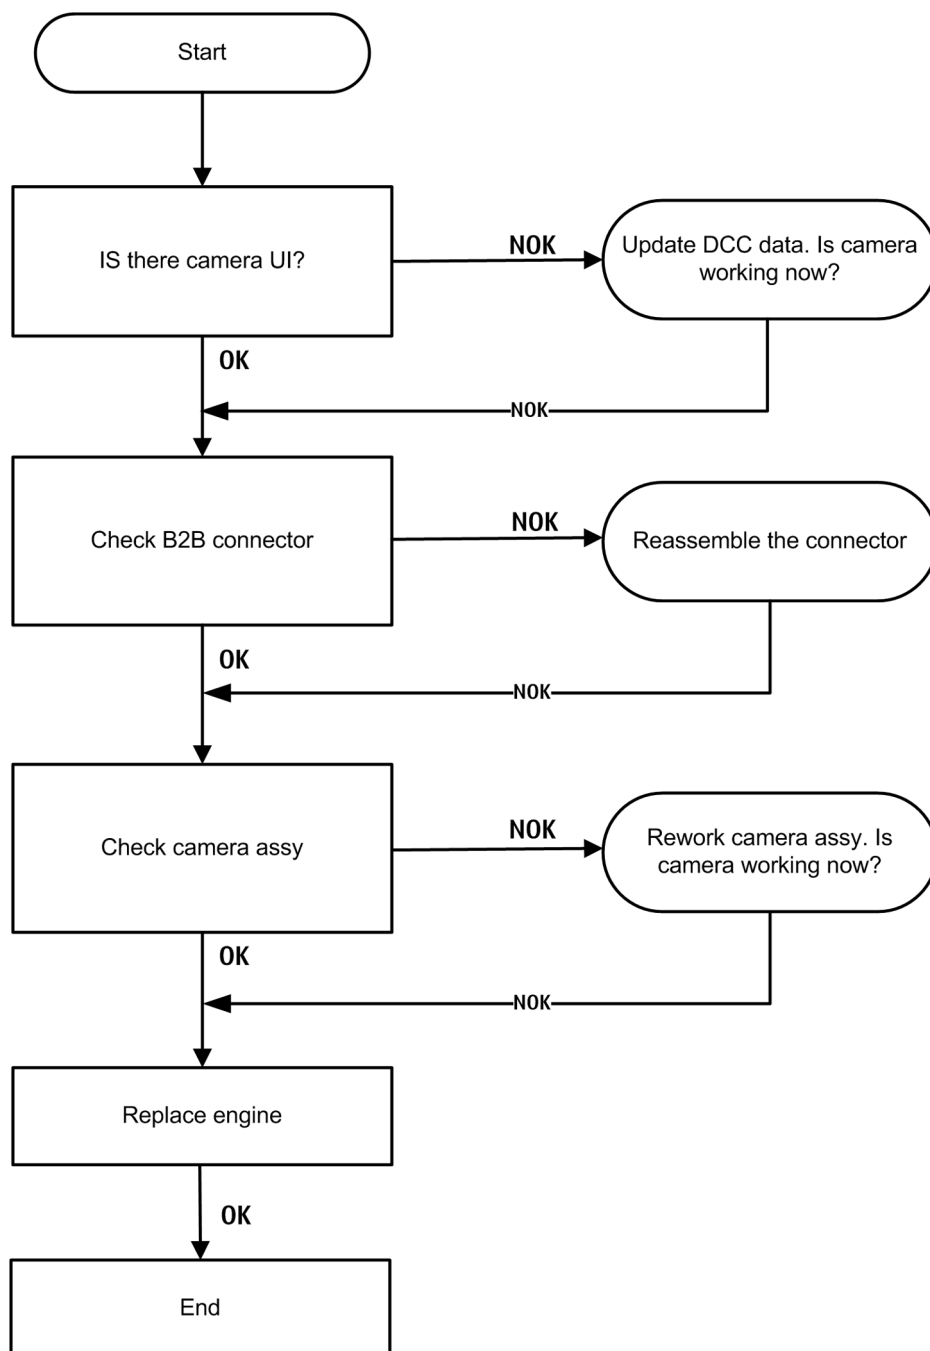 Start
IS there camera UI?
NOK
Update DCC data. Is camera
working now?
OK
NOK
Check B2B connector
NOK
Reassemble the connector
OK
NOK
Check camera assy
NOK
Rework camera assy. Is
camera working now?
OK
NOK
Replace engine
OK
End